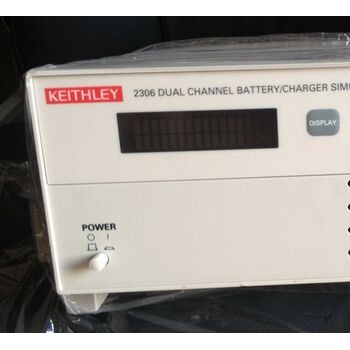 KEITHLEY 2306 DUAL CHANNEL BATTERY/CHARGER SIMU
DISPLAY
POWER
O I